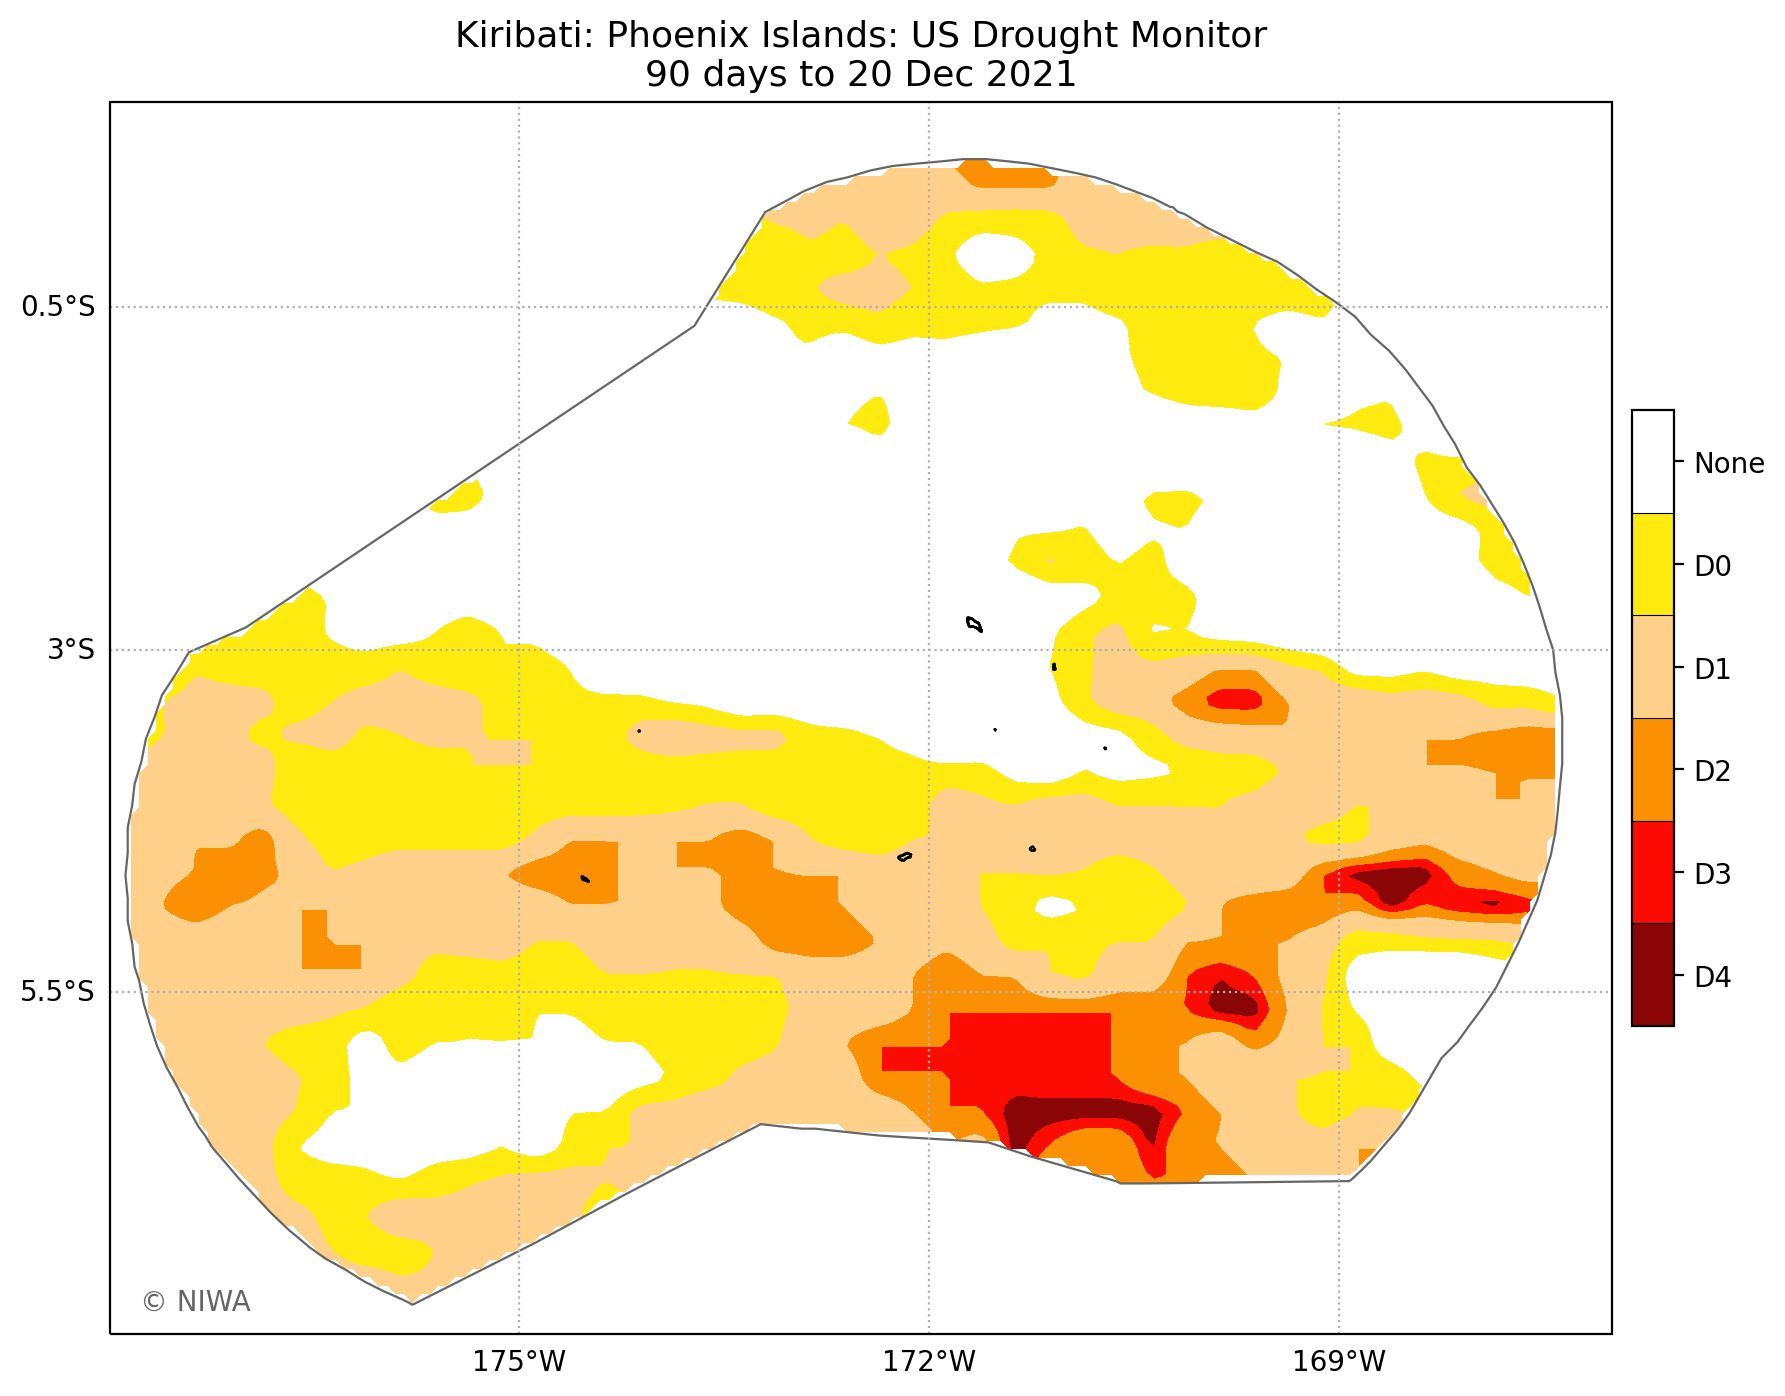 Kiribati: Phoenix Islands: US Drought Monitor
90 days to 20 Dec 2021
0.5°S
3°S
5.5°S
175°W
172°W
169°W
None
D0
D1
D2
D3
D4
© NIWA